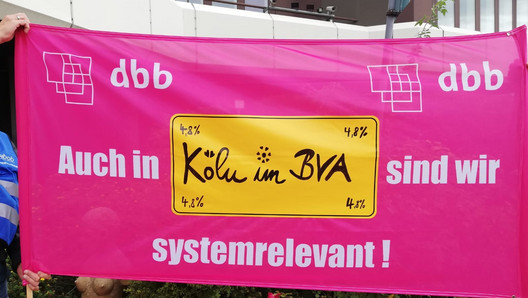 dbb
dbb
4,8% 4,8%
Auch in Köln im BVA sind wir
4.8% 4.8%
systemrelevant !